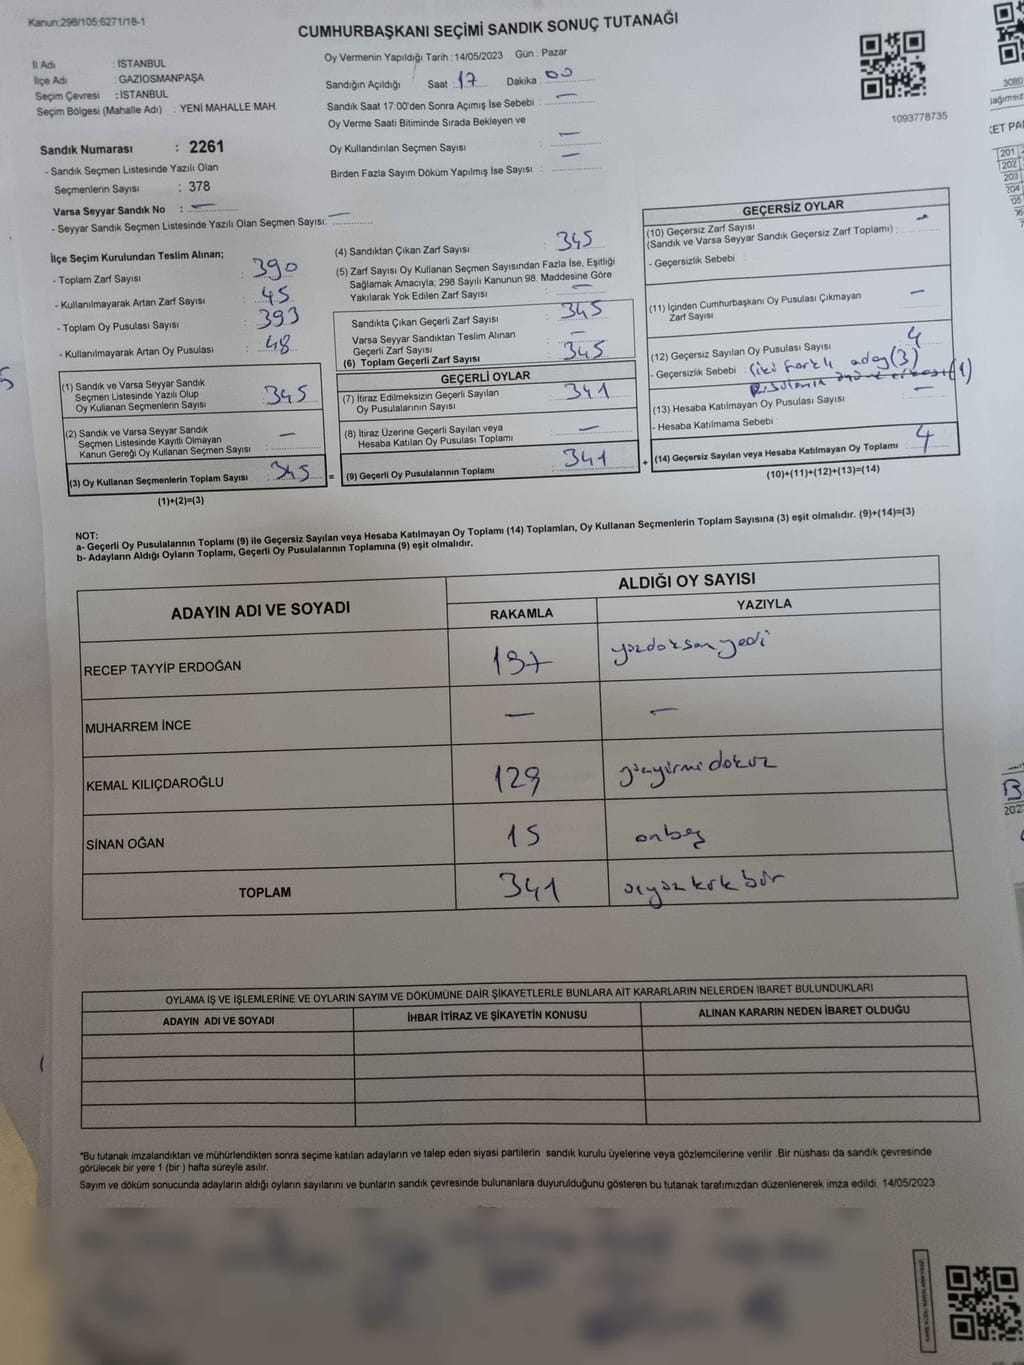 Kanun;298/105;6271/18-1
CUMHURBAŞKANI SEÇİMİ SANDIK SONUÇ TUTANAĞI
İl Adı : İSTANBUL
İlçe Adı : GAZİOSMANPAŞA
Seçim Çevresi : İSTANBUL
Seçim Bölgesi (Mahalle Adı) : YENİ MAHALLE MAH.
Sandık Numarası : 2261
- Sandık Seçmen Listesinde Yazılı Olan
Seçmenlerin Sayısı : 378
Varsa Seyyar Sandık No : —
- Seyyar Sandık Seçmen Listesinde Yazılı Olan Seçmen Sayısı: —
Oy Vermenin Yapıldığı Tarih : 14/05/2023 Gün : Pazar
Sandığın Açıldığı Saat : 17 Dakika : 00
Sandık Saat 17:00'den Sonra Açımış İse Sebebi : —
Oy Verme Saati Bitiminde Sırada Bekleyen ve
Oy Kullandırılan Seçmen Sayısı : —
Birden Fazla Sayım Döküm Yapılmış İse Sayısı : —
1093778735
İlçe Seçim Kurulundan Teslim Alınan;
- Toplam Zarf Sayısı : 390
- Kullanılmayarak Artan Zarf Sayısı : 45
- Toplam Oy Pusulası Sayısı : 393
- Kullanılmayarak Artan Oy Pusulası : 48
(1) Sandık ve Varsa Seyyar Sandık
Seçmen Listesinde Yazılı Olup
Oy Kullanan Seçmenlerin Sayısı : 345
(2) Sandık ve Varsa Seyyar Sandık
Seçmen Listesinde Kayıtlı Olmayan
Kanun Gereği Oy Kullanan Seçmen Sayısı : —
(3) Oy Kullanan Seçmenlerin Toplam Sayısı : 345
(1)+(2)=(3)
(4) Sandıktan Çıkan Zarf Sayısı : 345
(5) Zarf Sayısı Oy Kullanan Seçmen Sayısından Fazla İse, Eşitliği
Sağlamak Amacıyla; 298 Sayılı Kanunun 98. Maddesine Göre
Yakılarak Yok Edilen Zarf Sayısı : —
Sandıkta Çıkan Geçerli Zarf Sayısı : 345
Varsa Seyyar Sandıktan Teslim Alınan
Geçerli Zarf Sayısı : —
(6) Toplam Geçerli Zarf Sayısı : 345
GEÇERLİ OYLAR
(7) İtiraz Edilmeksizin Geçerli Sayılan
Oy Pusulalarının Sayısı : 341
(8) İtiraz Üzerine Geçerli Sayılan veya
Hesaba Katılan Oy Pusulası Toplamı : —
= (9) Geçerli Oy Pusulalarının Toplamı : 341
GEÇERSİZ OYLAR
(10) Geçersiz Zarf Sayısı
(Sandık ve Varsa Seyyar Sandık Geçersiz Zarf Toplamı) : —
- Geçersizlik Sebebi :
(11) İçinden Cumhurbaşkanı Oy Pusulası Çıkmayan
Zarf Sayısı : —
(12) Geçersiz Sayılan Oy Pusulası Sayısı : 4
- Geçersizlik Sebebi : (iki farklı aday (3)
(1)
(13) Hesaba Katılmayan Oy Pusulası Sayısı : —
- Hesaba Katılmama Sebebi :
+ (14) Geçersiz Sayılan veya Hesaba Katılmayan Oy Toplamı : 4
(10)+(11)+(12)+(13)=(14)
NOT:
a- Geçerli Oy Pusulalarının Toplamı (9) ile Geçersiz Sayılan veya Hesaba Katılmayan Oy Toplamı (14) Toplamları, Oy Kullanan Seçmenlerin Toplam Sayısına (3) eşit olmalıdır. (9)+(14)=(3)
b- Adayların Aldığı Oyların Toplamı, Geçerli Oy Pusulalarının Toplamına (9) eşit olmalıdır.
ADAYIN ADI VE SOYADI
ALDIĞI OY SAYISI
RAKAMLA YAZIYLA
RECEP TAYYİP ERDOĞAN 197 yüzdoksanyedi
MUHARREM İNCE — —
KEMAL KILIÇDAROĞLU 129 yüzyirmidokuz
SİNAN OĞAN 15 onbeş
TOPLAM 341 üçyüzkırkbir
OYLAMA İŞ VE İŞLEMLERİNE VE OYLARIN SAYIM VE DÖKÜMÜNE DAİR ŞİKAYETLERLE BUNLARA AİT KARARLARIN NELERDEN İBARET BULUNDUKLARI
ADAYIN ADI VE SOYADI İHBAR İTİRAZ VE ŞİKAYETİN KONUSU ALINAN KARARIN NEDEN İBARET OLDUĞU
*Bu tutanak imzalandıktan ve mühürlendikten sonra seçime katılan adayların ve talep eden siyasi partilerin sandık kurulu üyelerine veya gözlemcilerine verilir .Bir nüshası da sandık çevresinde
görülecek bir yere 1 (bir ) hafta süreyle asılır.
Sayım ve döküm sonucunda adayların aldığı oyların sayılarını ve bunların sandık çevresinde bulunanlara duyurulduğunu gösteren bu tutanak tarafımızdan düzenlenerek imza edildi. 14/05/2023
3080
201
202
203
204